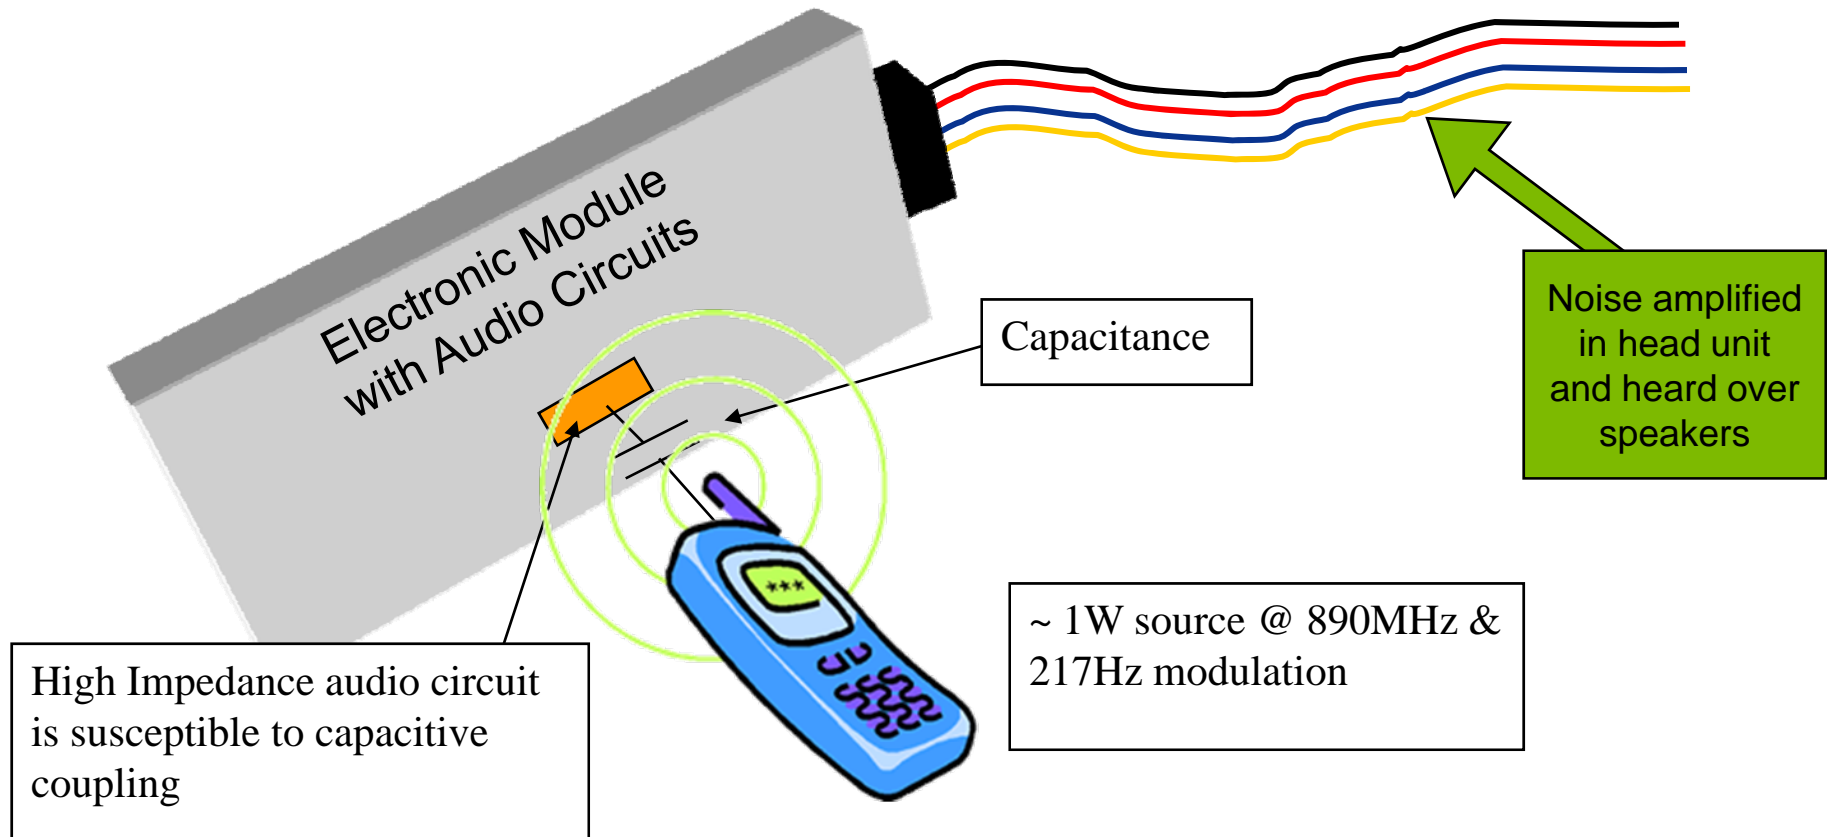 Electronic Module
with Audio Circuits
Capacitance
Noise amplified
in head unit
and heard over
speakers
***
~ 1W source @ 890MHz &
217Hz modulation
High Impedance audio circuit
is susceptible to capacitive
coupling